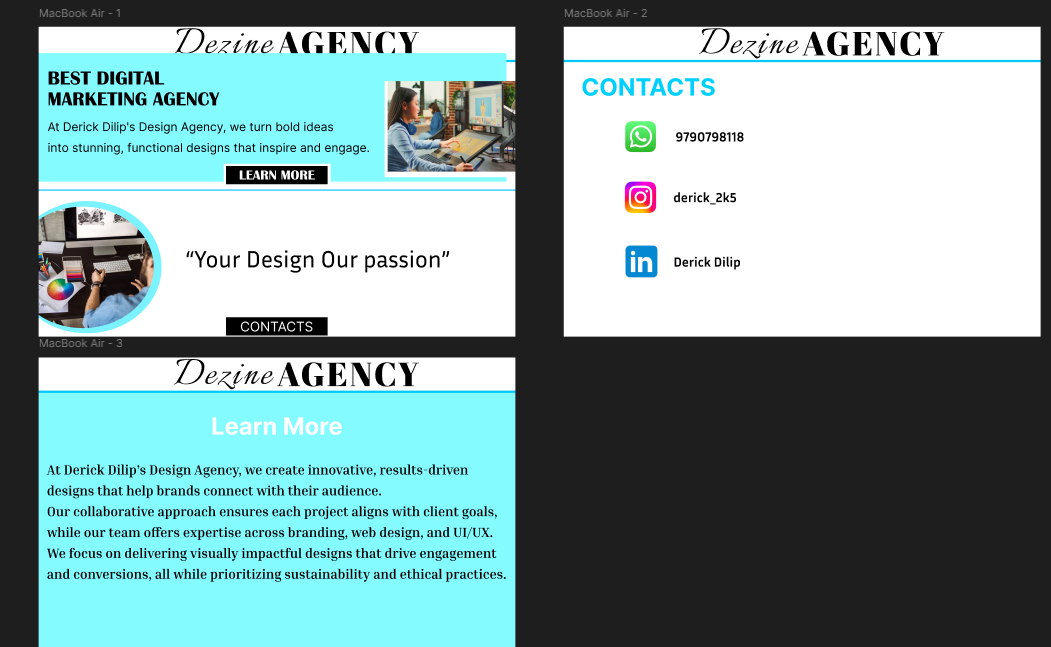 MacBook Air - 1
Dezine AGENCY
BEST DIGITAL
MARKETING AGENCY
At Derick Dilip's Design Agency, we turn bold ideas
into stunning, functional designs that inspire and engage.
LEARN MORE
“Your Design Our passion”
CONTACTS
MacBook Air - 2
Dezine AGENCY
CONTACTS
9790798118
derick_2k5
in
Derick Dilip
MacBook Air - 3
Dezine AGENCY
Learn More
At Derick Dilip's Design Agency, we create innovative, results-driven
designs that help brands connect with their audience.
Our collaborative approach ensures each project aligns with client goals,
while our team offers expertise across branding, web design, and UI/UX.
We focus on delivering visually impactful designs that drive engagement
and conversions, all while prioritizing sustainability and ethical practices.